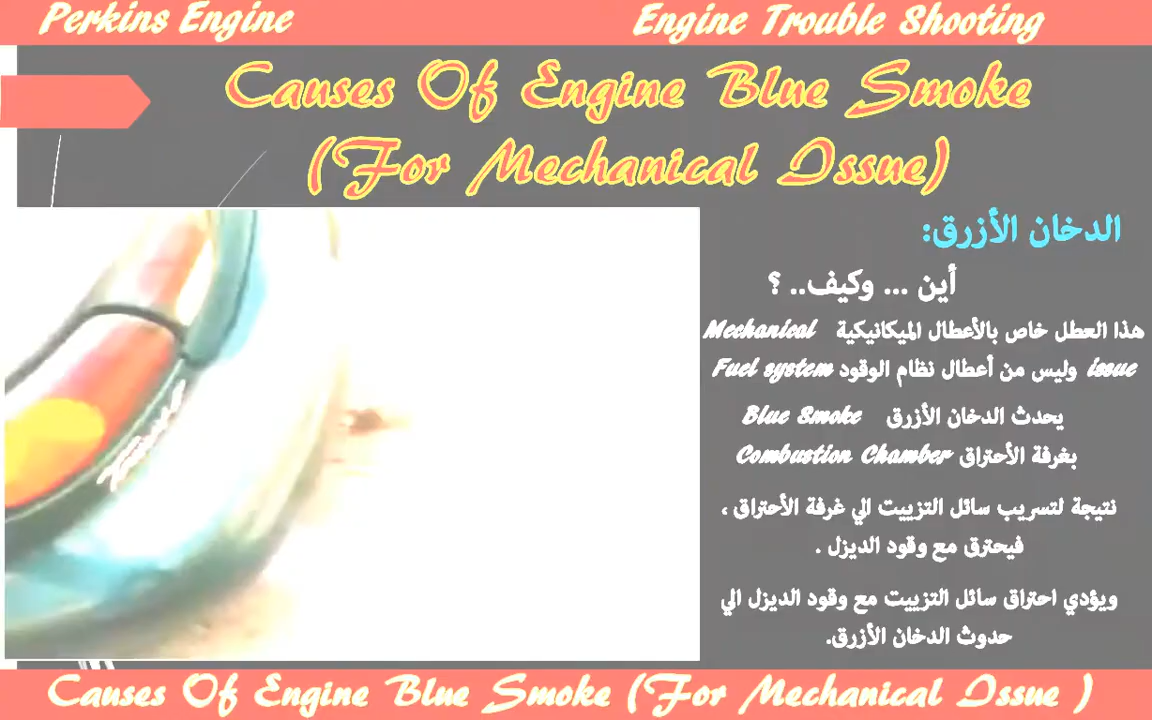 Perkins Engine
Engine Trouble Shooting
Causes Of Engine Blue Smoke
(For Mechanical Issue)
الدخان الأزرق:
أين ... وكيف.. ؟
هذا العطل خاص بالأعطال الميكانيكية Mechanical
issue وليس من أعطال نظام الوقود Fuel system
يحدث الدخان الأزرق Blue Smoke
بغرفة الأحتراق Combustion Chamber
نتيجة لتسريب سائل التزييت الي غرفة الأحتراق ،
فيحترق مع وقود الديزل .
ويؤدي احتراق سائل التزييت مع وقود الديزل الي
حدوث الدخان الأزرق.
Causes Of Engine Blue Smoke (For Mechanical Issue )